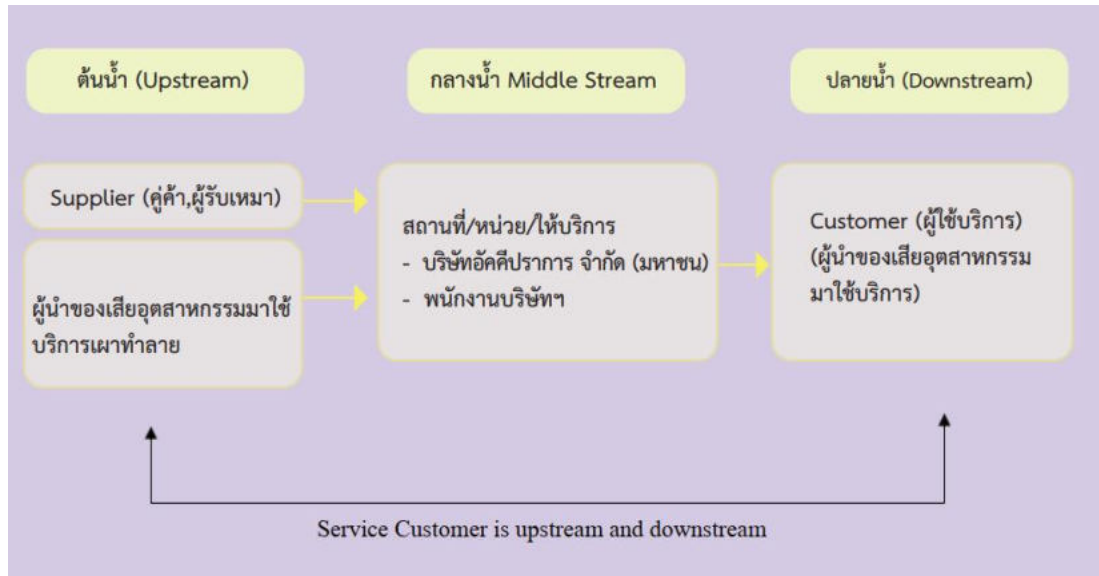 ต้นน้ำ (Upstream)
กลางน้ำ Middle Stream
ปลายน้ำ (Downstream)
Supplier (คู่ค้า,ผู้รับเหมา)
ผู้นำของเสียอุตสาหกรรมมาใช้
บริการเผาทำลาย
สถานที่/หน่วย/ให้บริการ
- บริษัทอัคคีปราการ จำกัด (มหาชน)
- พนักงานบริษัทฯ
Customer (ผู้ใช้บริการ)
(ผู้นำของเสียอุตสาหกรรม
มาใช้บริการ)
Service Customer is upstream and downstream